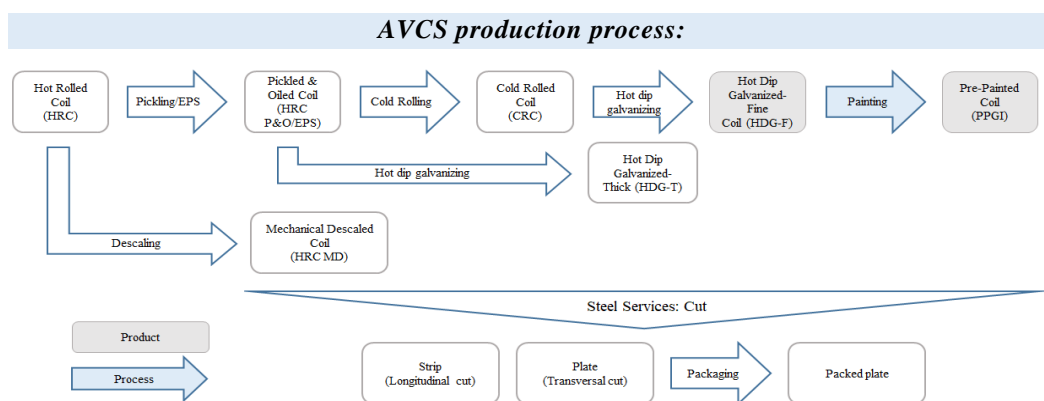 AVCS production process:
Hot Rolled
Coil
(HRC)
Pickling/EPS
Pickled &
Oiled Coil
(HRC
P&O/EPS)
Cold Rolling
Cold Rolled
Coil
(CRC)
Hot dip
galvanizing
Hot Dip
Galvanized-
Fine
Coil (HDG-F)
Painting
Pre-Painted
Coil
(PPGI)
Hot dip galvanizing
Hot Dip
Galvanized-
Thick (HDG-T)
Descaling
Mechanical Descaled
Coil
(HRC MD)
Steel Services: Cut
Product
Process
Strip
(Longitudinal cut)
Plate
(Transversal cut)
Packaging
Packed plate